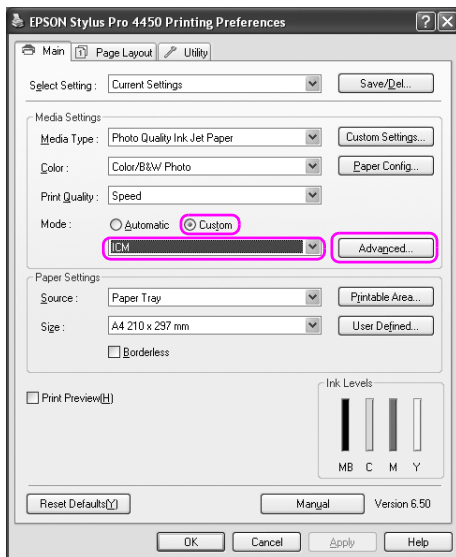 EPSON Stylus Pro 4450 Printing Preferences
Main Page Layout Utility
Select Setting : Current Settings Save/Del...
Media Settings
Media Type : Photo Quality Ink Jet Paper Custom Settings...
Color : Color/B&W Photo Paper Config...
Print Quality : Speed
Mode : Automatic Custom
ICM Advanced...
Paper Settings
Source : Paper Tray Printable Area...
Size : A4 210 x 297 mm User Defined...
Borderless
Ink Levels
Print Preview(H)
MB C M Y
Reset Defaults(Y) Manual Version 6.50
OK Cancel Apply Help